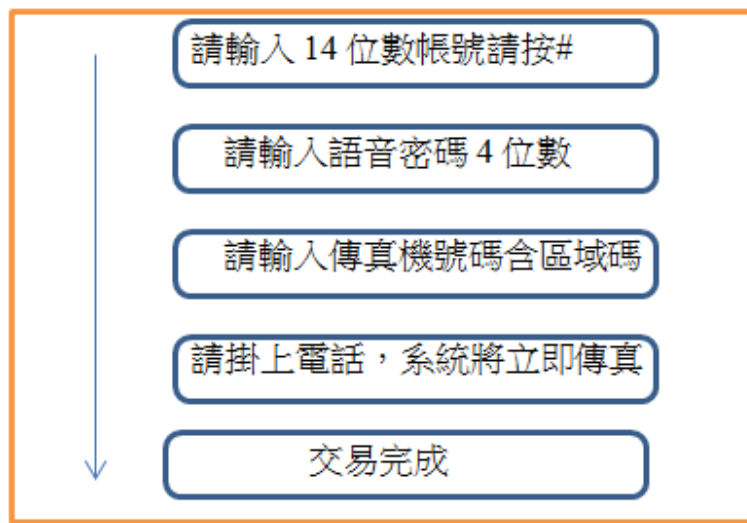 請輸入 14 位數帳號請按#
請輸入語音密碼 4 位數
請輸入傳真機號碼含區域碼
請掛上電話，系統將立即傳真
交易完成